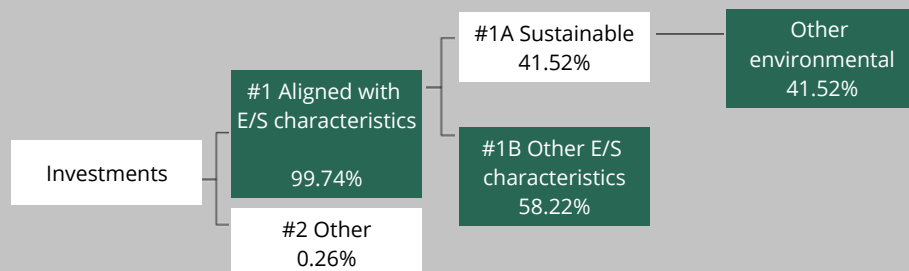 Investments
#1 Aligned with
E/S characteristics
99.74%
#2 Other
0.26%
#1A Sustainable
41.52%
#1B Other E/S
characteristics
58.22%
Other
environmental
41.52%